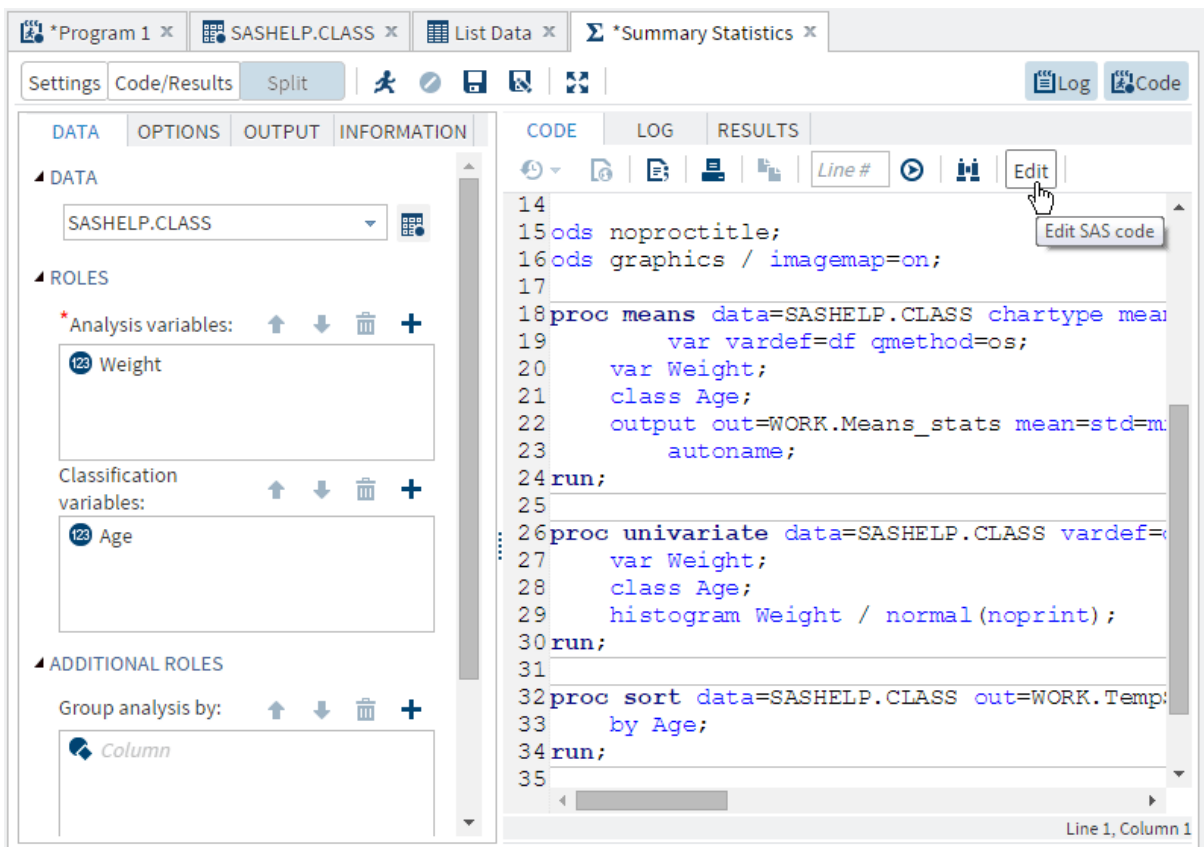 *Program 1 x SASHELP.CLASS x List Data x Σ *Summary Statistics x
Settings Code/Results Split Log Code
DATA OPTIONS OUTPUT INFORMATION
DATA
SASHELP.CLASS
ROLES
*Analysis variables:
123 Weight
Classification
variables:
123 Age
ADDITIONAL ROLES
Group analysis by:
Column
CODE LOG RESULTS
Line # Edit
Edit SAS code
14
15 ods noproctitle;
16 ods graphics / imagemap=on;
17
18 proc means data=SASHELP.CLASS chartype mean
19 var vardef=df qmethod=os;
20 var Weight;
21 class Age;
22 output out=WORK.Means_stats mean=std=m
23 autoname;
24 run;
25
26 proc univariate data=SASHELP.CLASS vardef=
27 var Weight;
28 class Age;
29 histogram Weight / normal(noprint);
30 run;
31
32 proc sort data=SASHELP.CLASS out=WORK.Temp
33 by Age;
34 run;
35
Line 1, Column 1